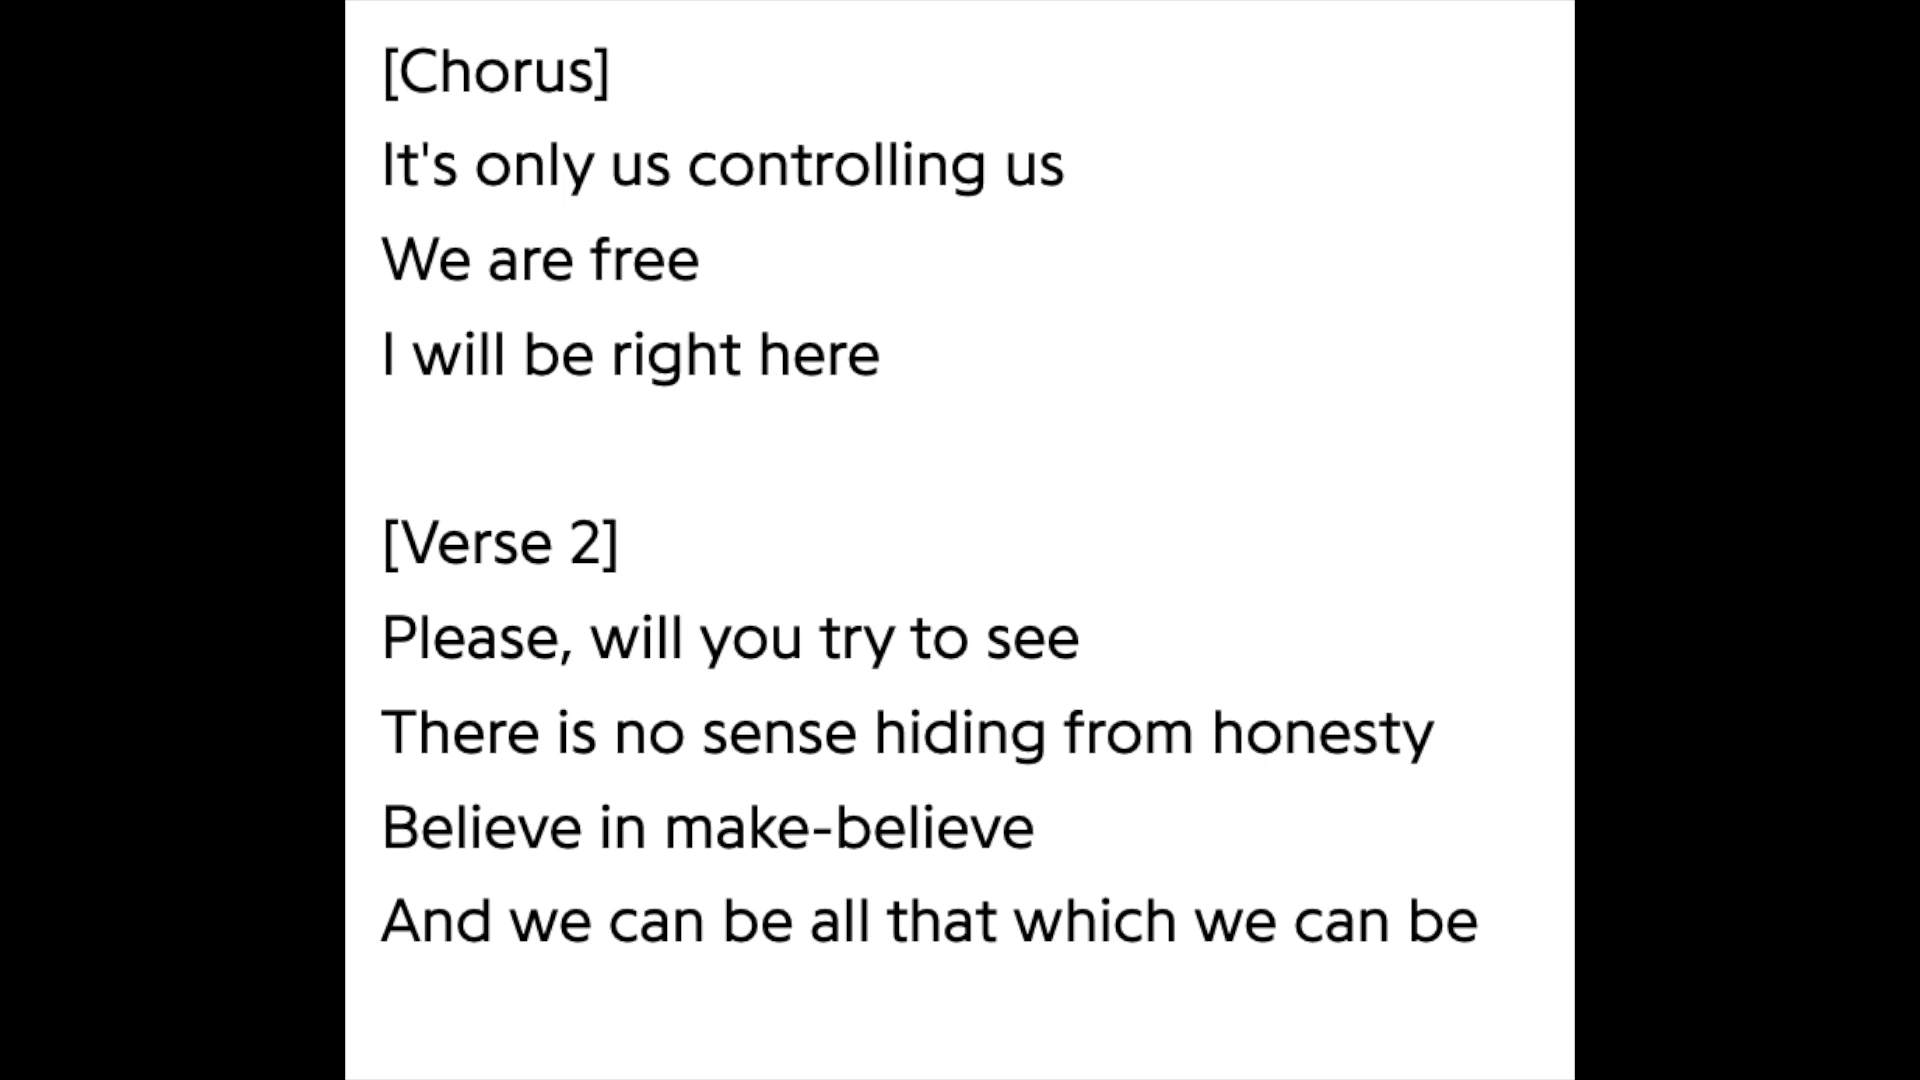 [Chorus]
It's only us controlling us
We are free
I will be right here
[Verse 2]
Please, will you try to see
There is no sense hiding from honesty
Believe in make-believe
And we can be all that which we can be